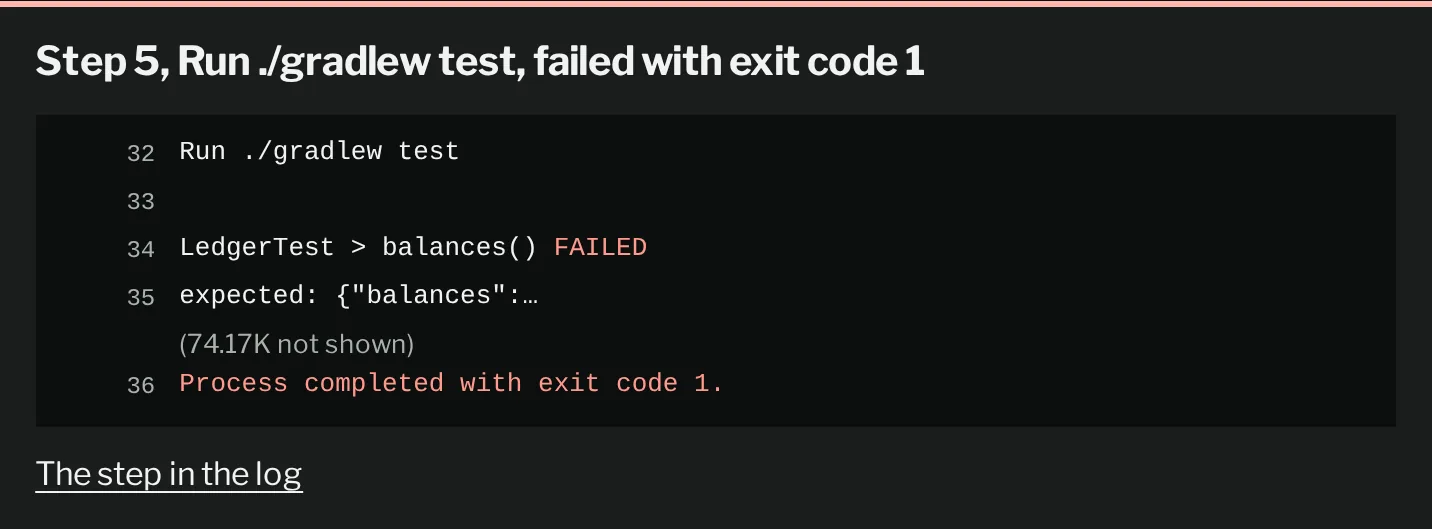 Step 5, Run ./gradlew test, failed with exit code 1
32 Run ./gradlew test
33
34 LedgerTest > balances() FAILED
35 expected: {"balances":…
(74.17K not shown)
36 Process completed with exit code 1.
The step in the log